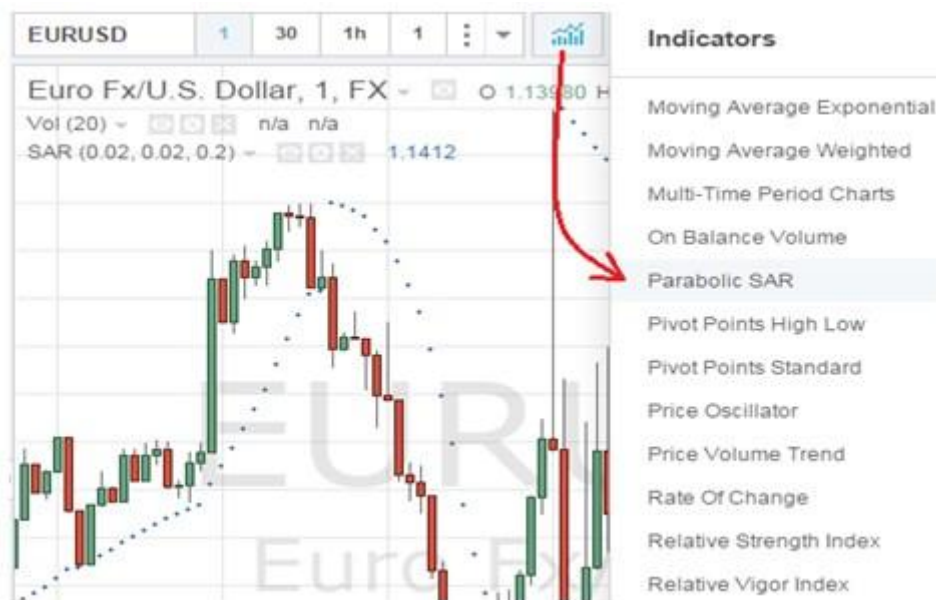 EURUSD 1 30 1h 1
Indicators
Euro Fx/U.S. Dollar, 1, FX O 1.13980 H
Vol (20) n/a n/a
SAR (0.02, 0.02, 0.2) 1.1412
Moving Average Exponential
Moving Average Weighted
Multi-Time Period Charts
On Balance Volume
Parabolic SAR
Pivot Points High Low
Pivot Points Standard
Price Oscillator
Price Volume Trend
Rate Of Change
Relative Strength Index
Relative Vigor Index
EURU
Euro Fx/